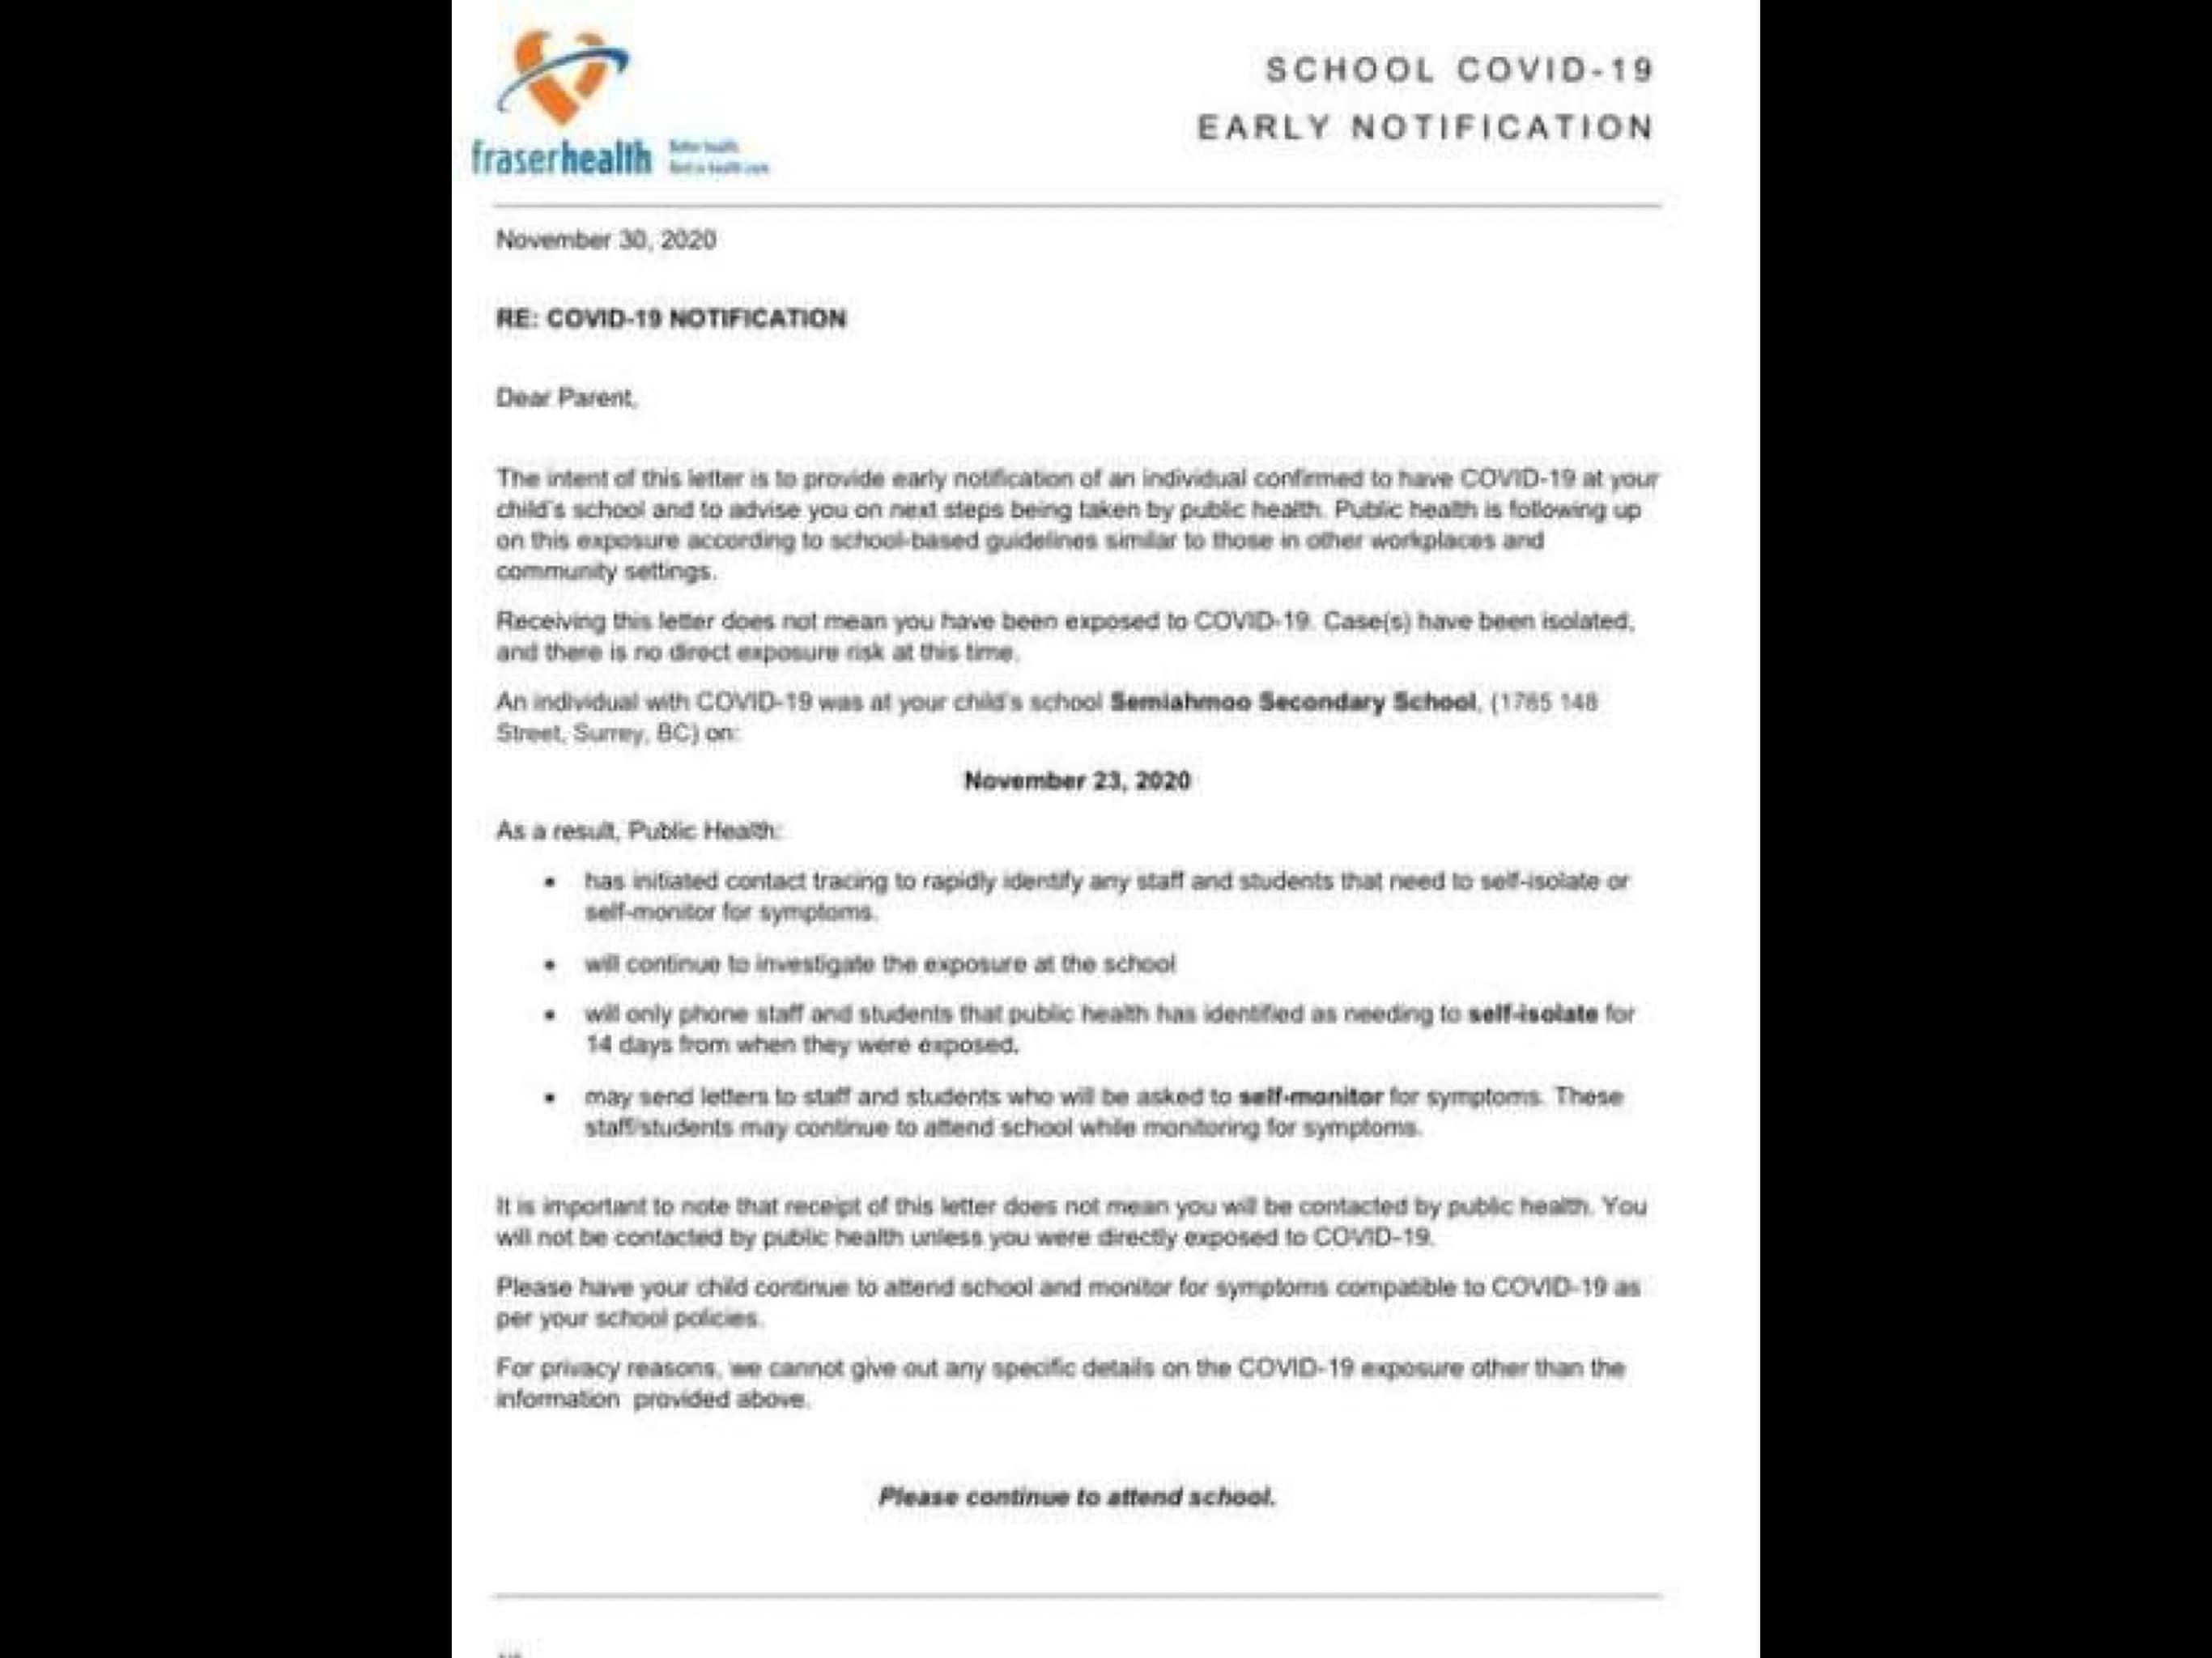 SCHOOL COVID-19
EARLY NOTIFICATION
fraserhealth Better health.
Best in health care.
November 30, 2020
RE: COVID-19 NOTIFICATION
Dear Parent,
The intent of this letter is to provide early notification of an individual confirmed to have COVID-19 at your
child's school and to advise you on next steps being taken by public health. Public health is following up
on this exposure according to school-based guidelines similar to those in other workplaces and
community settings.
Receiving this letter does not mean you have been exposed to COVID-19. Case(s) have been isolated,
and there is no direct exposure risk at this time.
An individual with COVID-19 was at your child's school Semiahmoo Secondary School, (1785 148
Street, Surrey, BC) on:
November 23, 2020
As a result, Public Health:
• has initiated contact tracing to rapidly identify any staff and students that need to self-isolate or
self-monitor for symptoms.
• will continue to investigate the exposure at the school
• will only phone staff and students that public health has identified as needing to self-isolate for
14 days from when they were exposed.
• may send letters to staff and students who will be asked to self-monitor for symptoms. These
staff/students may continue to attend school while monitoring for symptoms.
It is important to note that receipt of this letter does not mean you will be contacted by public health. You
will not be contacted by public health unless you were directly exposed to COVID-19.
Please have your child continue to attend school and monitor for symptoms compatible to COVID-19 as
per your school policies.
For privacy reasons, we cannot give out any specific details on the COVID-19 exposure other than the
information provided above.
Please continue to attend school.